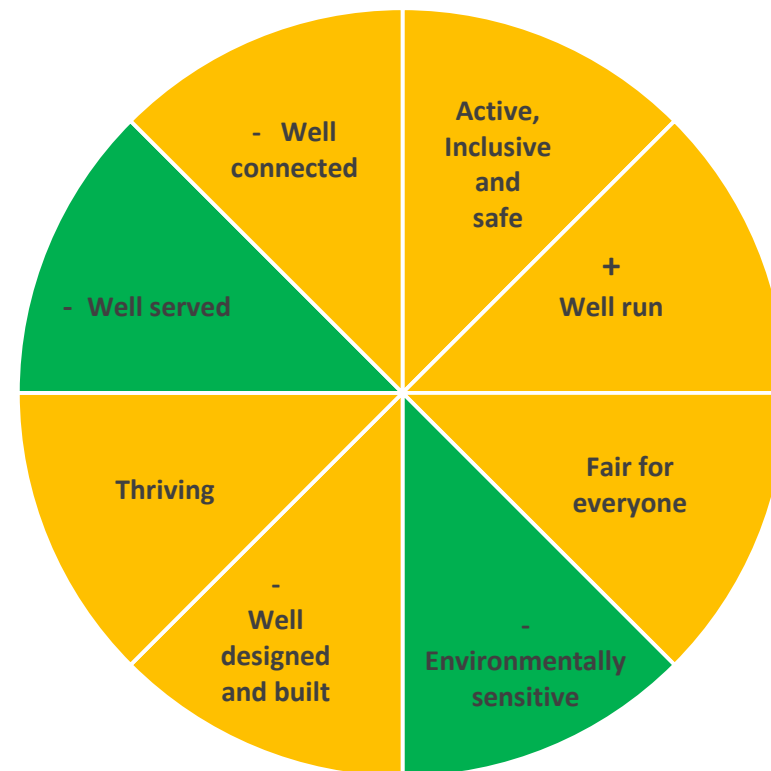 Active,
Inclusive
and
safe
+
Well run
Fair for
everyone
-
Environmentally
sensitive
-
Well
designed
and built
Thriving
- Well served
- Well
connected